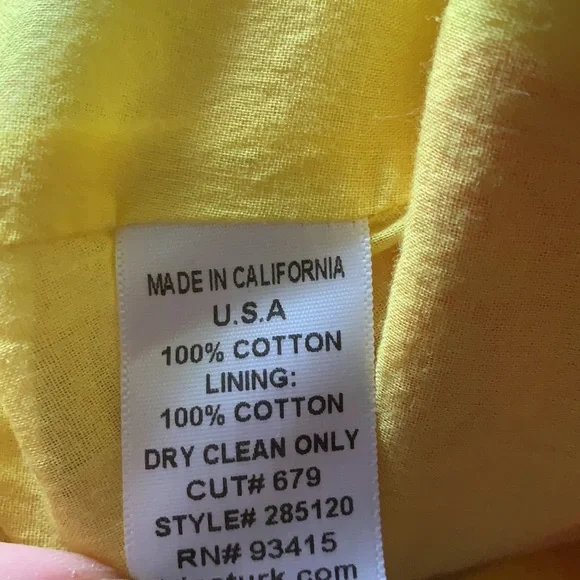 MADE IN CALIFORNIA
U.S.A
100% COTTON
LINING:
100% COTTON
DRY CLEAN ONLY
CUT# 679
STYLE# 285120
RN# 93415